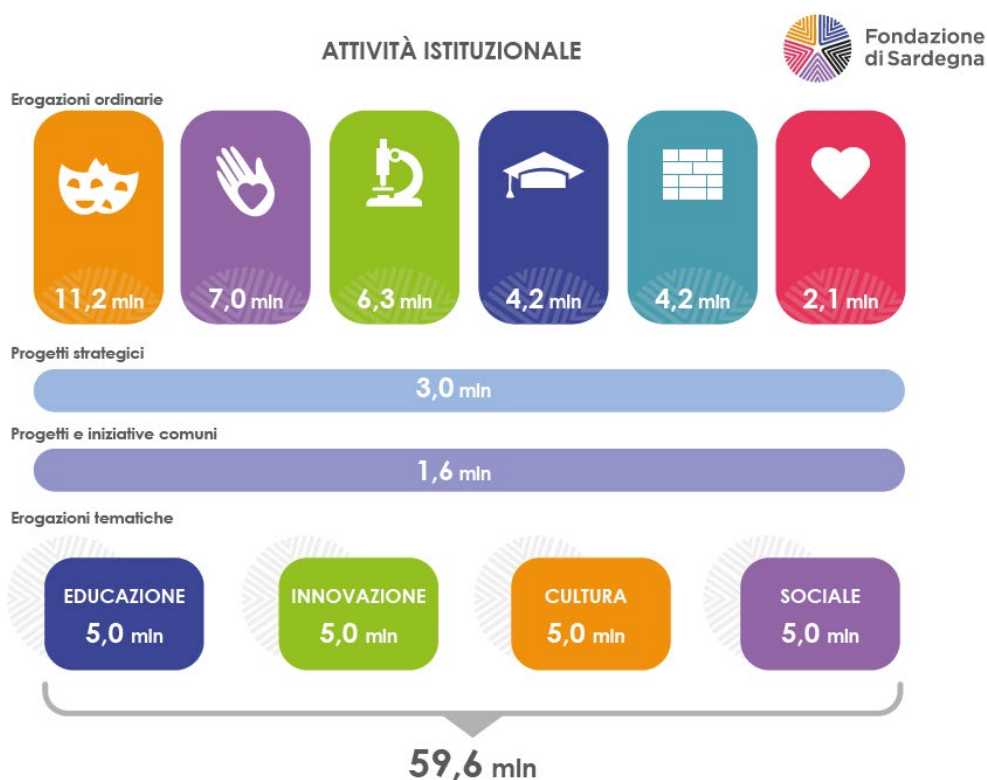 ATTIVITÀ ISTITUZIONALE
Fondazione
di Sardegna
Erogazioni ordinarie
11,2 mln
7,0 mln
6,3 mln
4,2 mln
4,2 mln
2,1 mln
Progetti strategici
3,0 mln
Progetti e iniziative comuni
1,6 mln
Erogazioni tematiche
EDUCAZIONE
5,0 mln
INNOVAZIONE
5,0 mln
CULTURA
5,0 mln
SOCIALE
5,0 mln
59,6 mln